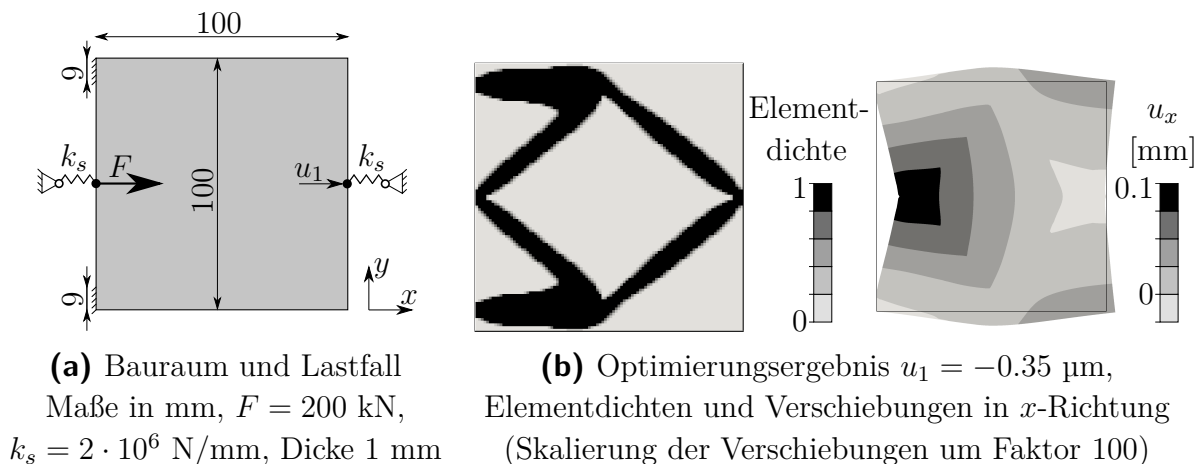 100
9
k_s
F
u_1
k_s
100
9
y
x
Element-
dichte
1
0
u_x
[mm]
0.1
0
(a) Bauraum und Lastfall
Maße in mm, F = 200 kN,
k_s = 2 · 10^6 N/mm, Dicke 1 mm
(b) Optimierungsergebnis u_1 = −0.35 µm,
Elementdichten und Verschiebungen in x-Richtung
(Skalierung der Verschiebungen um Faktor 100)